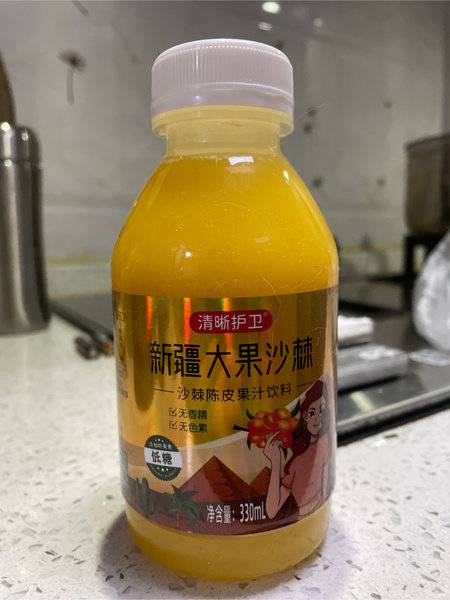 清晰护卫®
新疆大果沙棘
沙棘陈皮果汁饮料
无香精
无色素
低糖
净含量：330mL